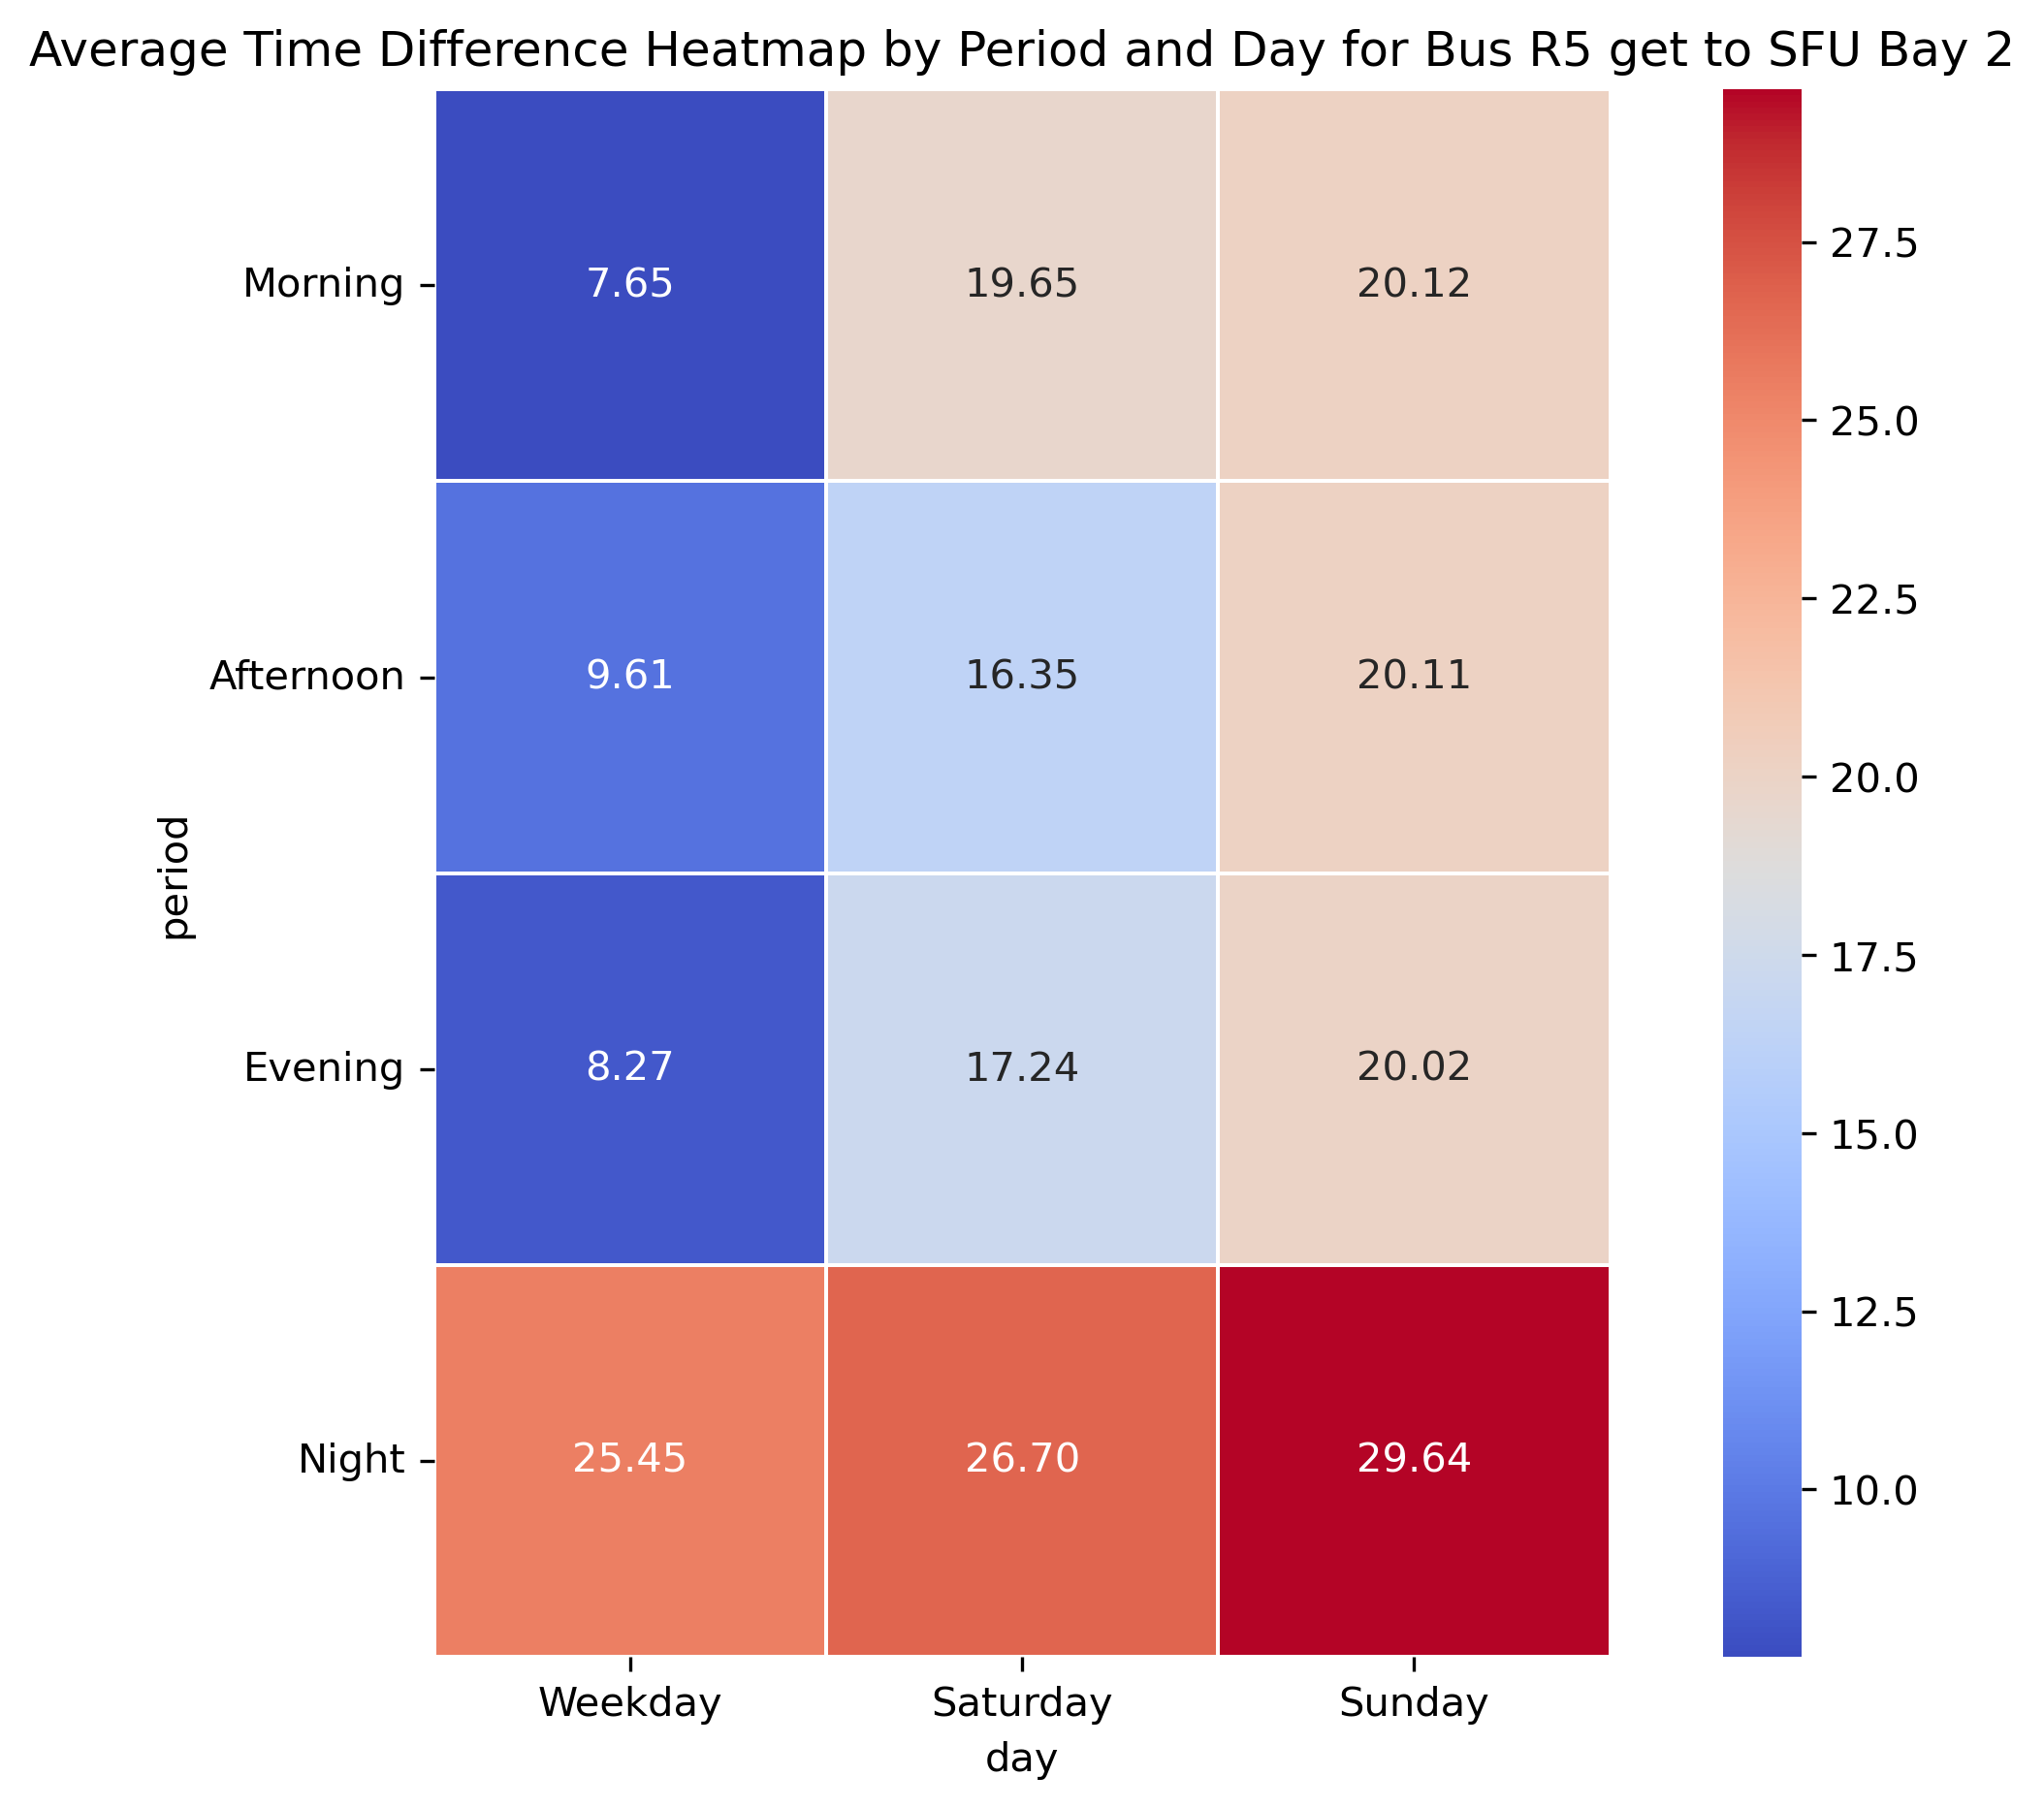 Average Time Difference Heatmap by Period and Day for Bus R5 get to SFU Bay 2
period
Morning 7.65 19.65 20.12
Afternoon 9.61 16.35 20.11
Evening 8.27 17.24 20.02
Night 25.45 26.70 29.64
Weekday Saturday Sunday
day
27.5
25.0
22.5
20.0
17.5
15.0
12.5
10.0